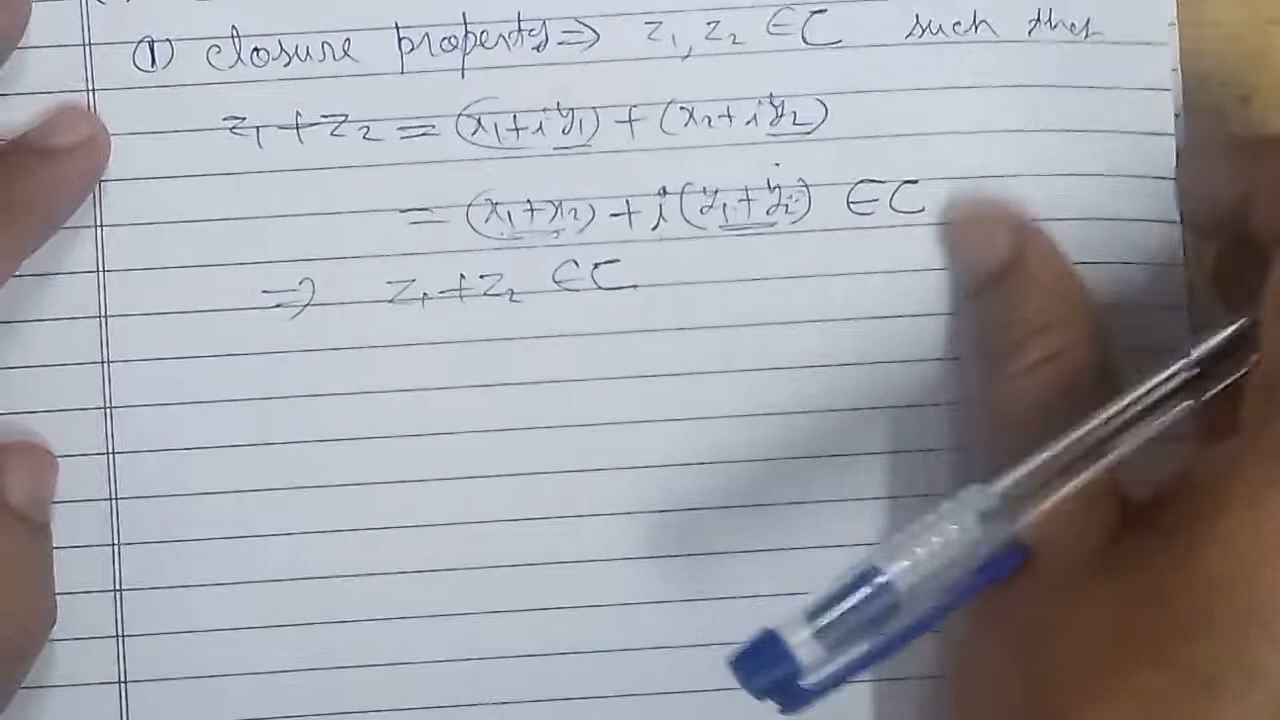 ① closure property ⇒ z₁, z₂ ∈ C such that
z₁ + z₂ = (x₁ + iy₁) + (x₂ + iy₂)
= (x₁ + x₂) + i(y₁ + y₂) ∈ C
⇒ z₁ + z₂ ∈ C